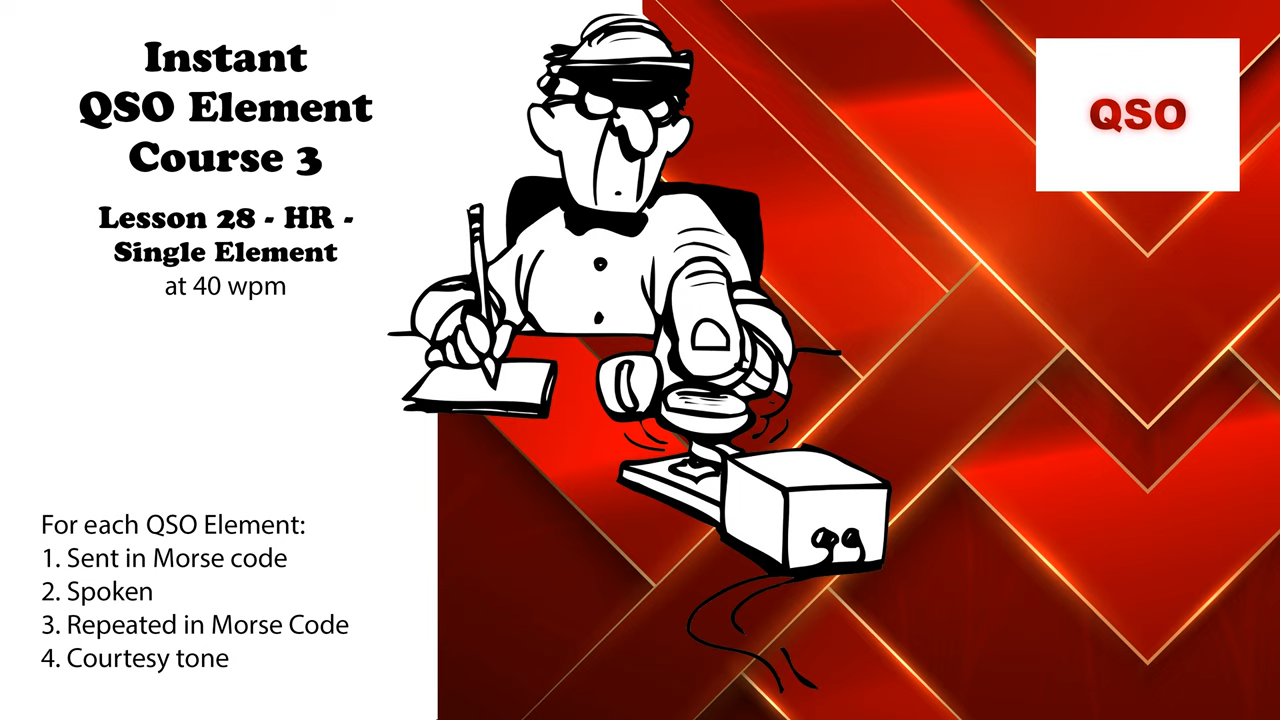 Instant
QSO Element
Course 3
Lesson 28 - HR -
Single Element
at 40 wpm
QSO
For each QSO Element:
1. Sent in Morse code
2. Spoken
3. Repeated in Morse Code
4. Courtesy tone